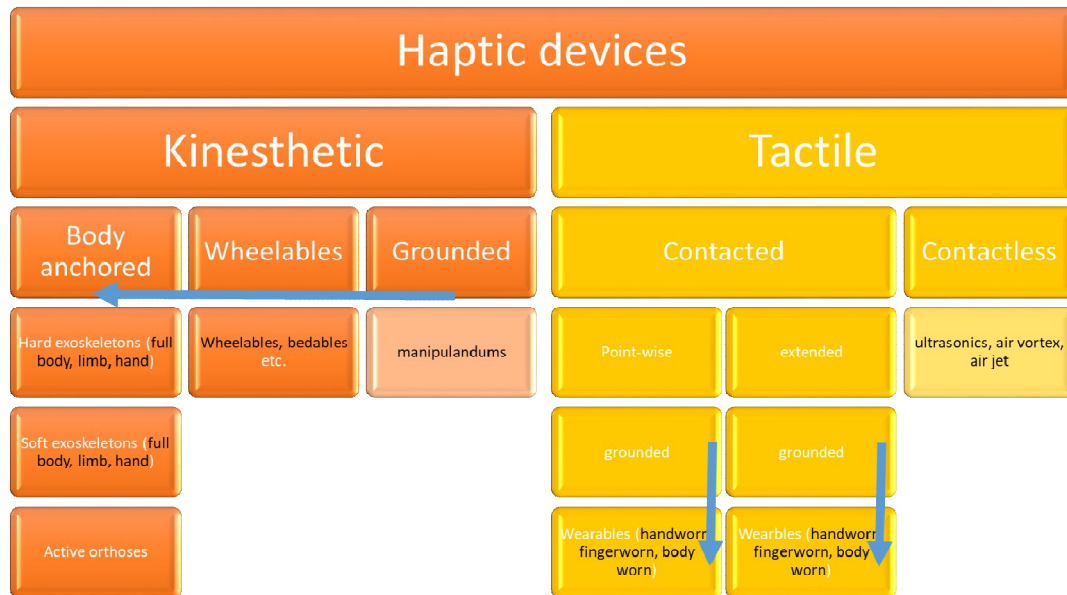 Haptic devices
Kinesthetic
Tactile
Body
anchored
Wheelables
Grounded
Contacted
Contactless
Hard exoskeletons (full
body, limb, hand)
Wheelables, bedables
etc.
manipulandums
Point-wise
extended
ultrasonics, air vortex,
air jet
Soft exoskeletons (full
body, limb, hand)
grounded
grounded
Active orthoses
Wearables (handworn
fingerworn, body
worn)
Wearbles (handworn
fingerworn, body
worn)